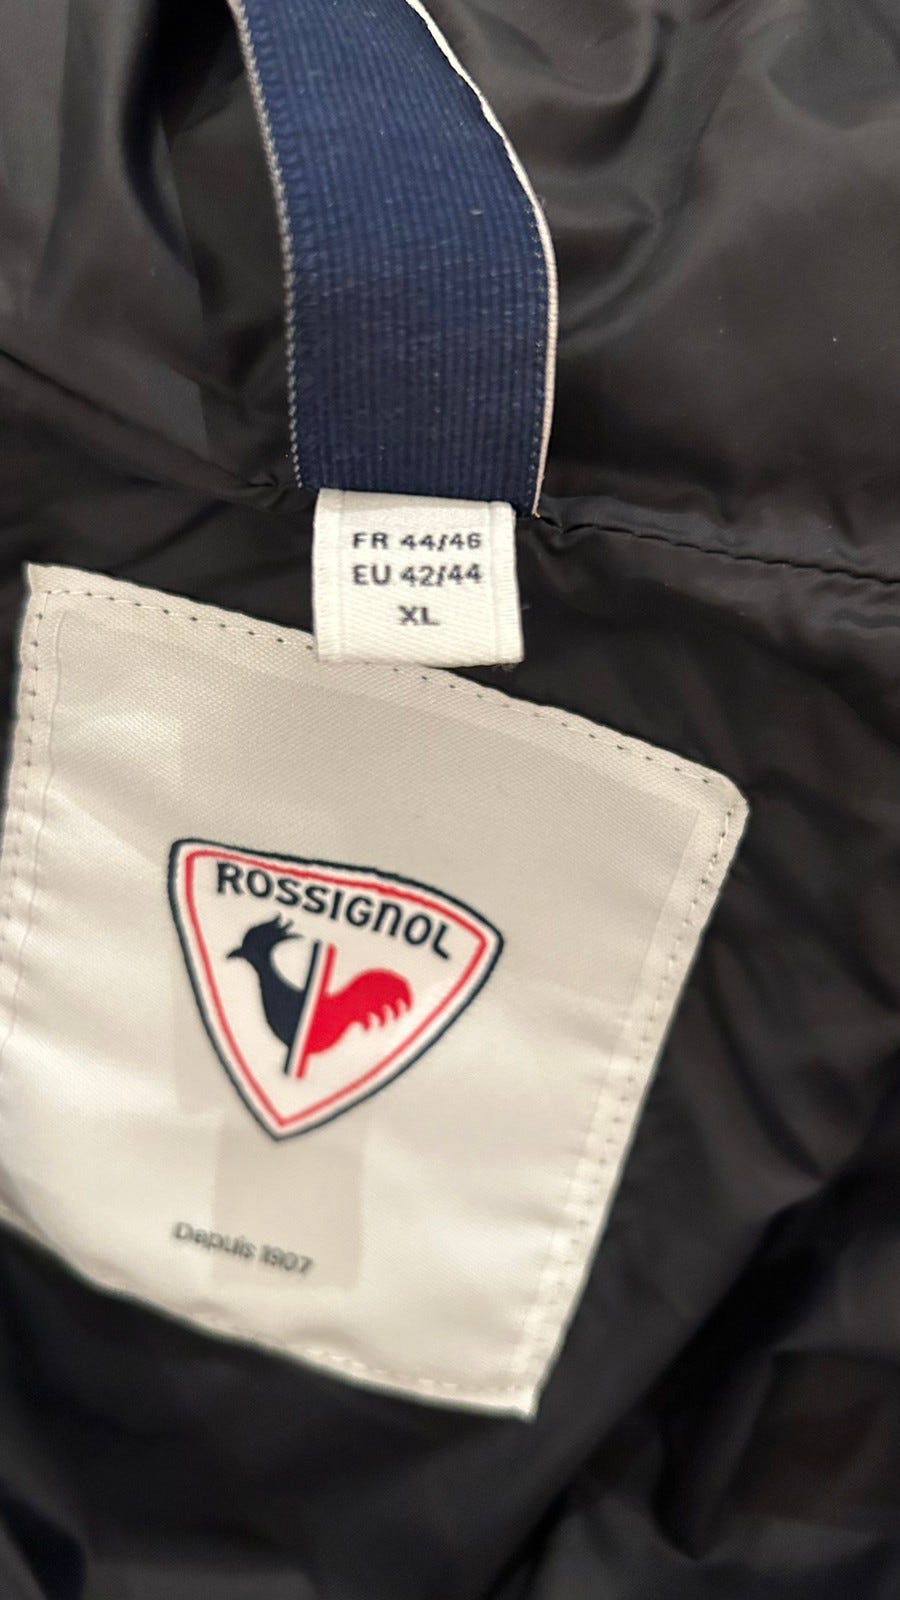 FR 44/46
EU 42/44
XL
ROSSIGNOL
Depuis 1907